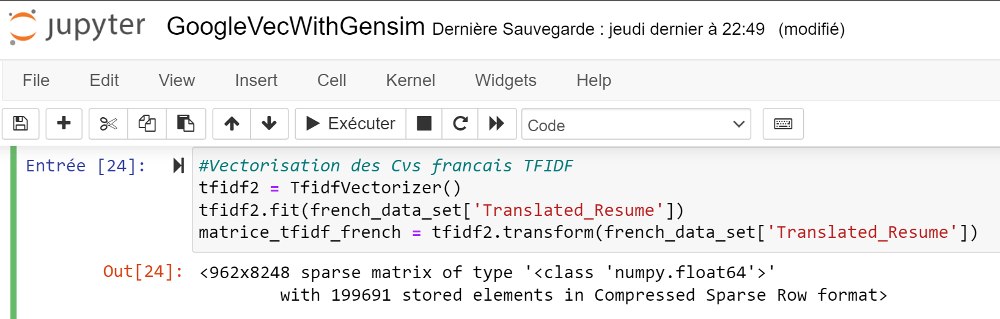 jupyter GoogleVecWithGensim Dernière Sauvegarde : jeudi dernier à 22:49 (modifié)
File Edit View Insert Cell Kernel Widgets Help
Exécuter Code
Entrée [24]: #Vectorisation des Cvs francais TFIDF
tfidf2 = TfidfVectorizer()
tfidf2.fit(french_data_set['Translated_Resume'])
matrice_tfidf_french = tfidf2.transform(french_data_set['Translated_Resume'])
Out[24]: <962x8248 sparse matrix of type '<class 'numpy.float64'>'
with 199691 stored elements in Compressed Sparse Row format>